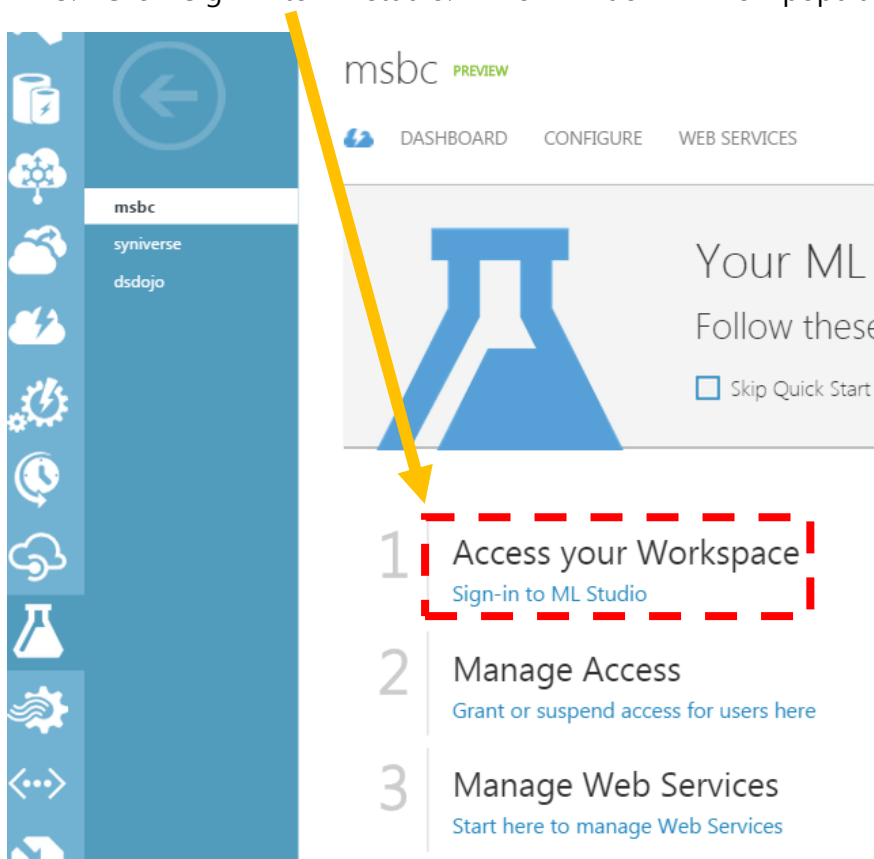 msbc PREVIEW
DASHBOARD CONFIGURE WEB SERVICES
msbc
syniverse
dsdojo
Your ML
Follow these
Skip Quick Start
1 Access your Workspace
Sign-in to ML Studio
2 Manage Access
Grant or suspend access for users here
3 Manage Web Services
Start here to manage Web Services